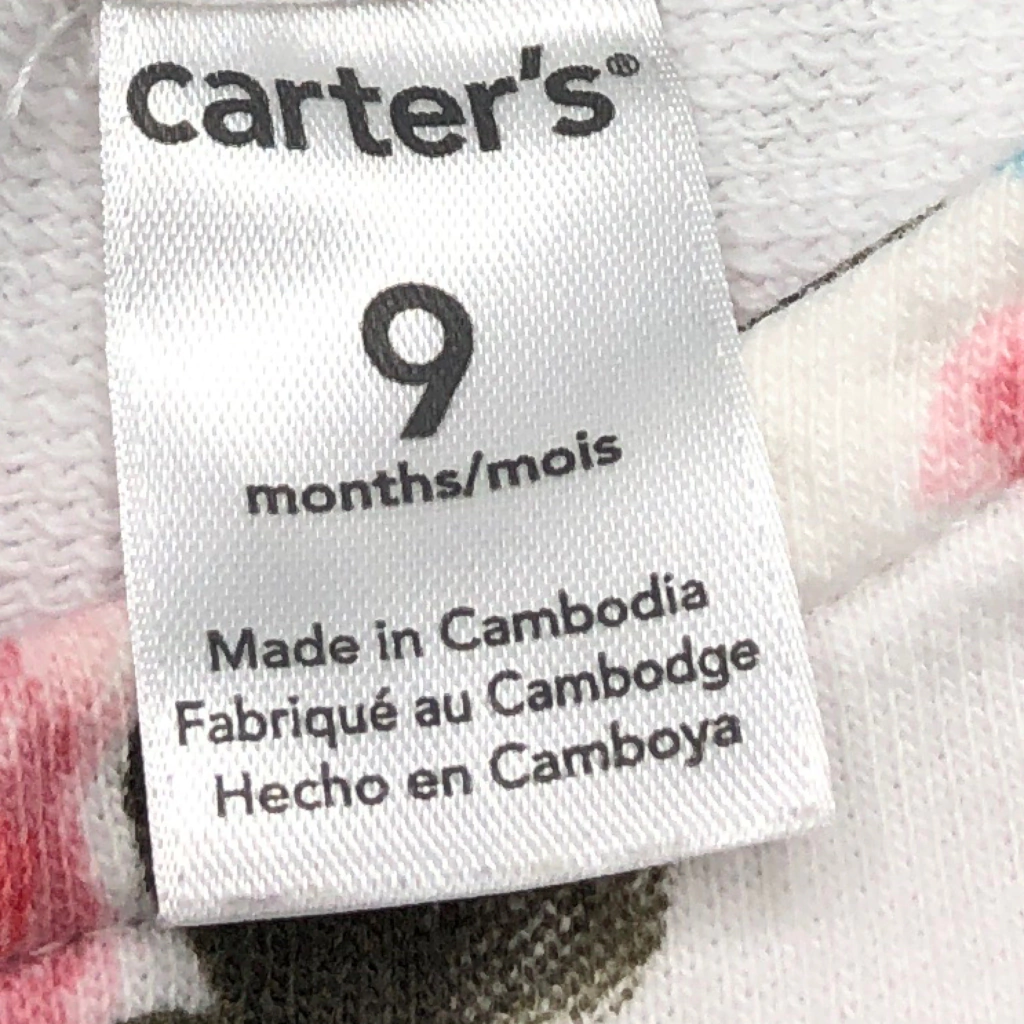 carter's®
9
months/mois
Made in Cambodia
Fabriqué au Cambodge
Hecho en Camboya